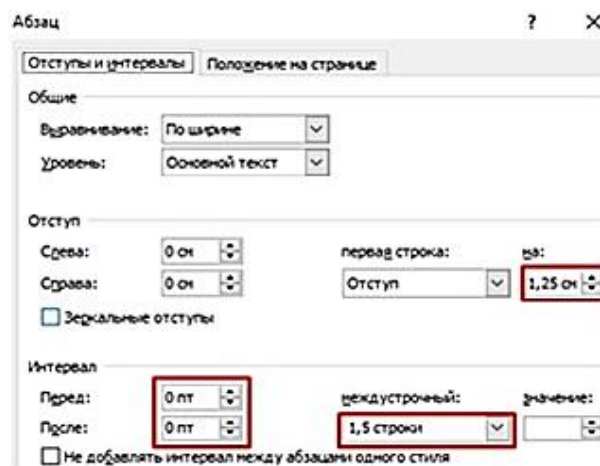 Абзац ? ×
Отступы и интервалы Положение на странице
Общие
Выравнивание: По ширине
Уровень: Основной текст
Отступ
Слева: 0 см первая строка: на:
Справа: 0 см Отступ 1,25 см
Зеркальные отступы
Интервал
Перед: 0 пт междустрочный: значение:
После: 0 пт 1,5 строки
Не добавлять интервал между абзацами одного стиля